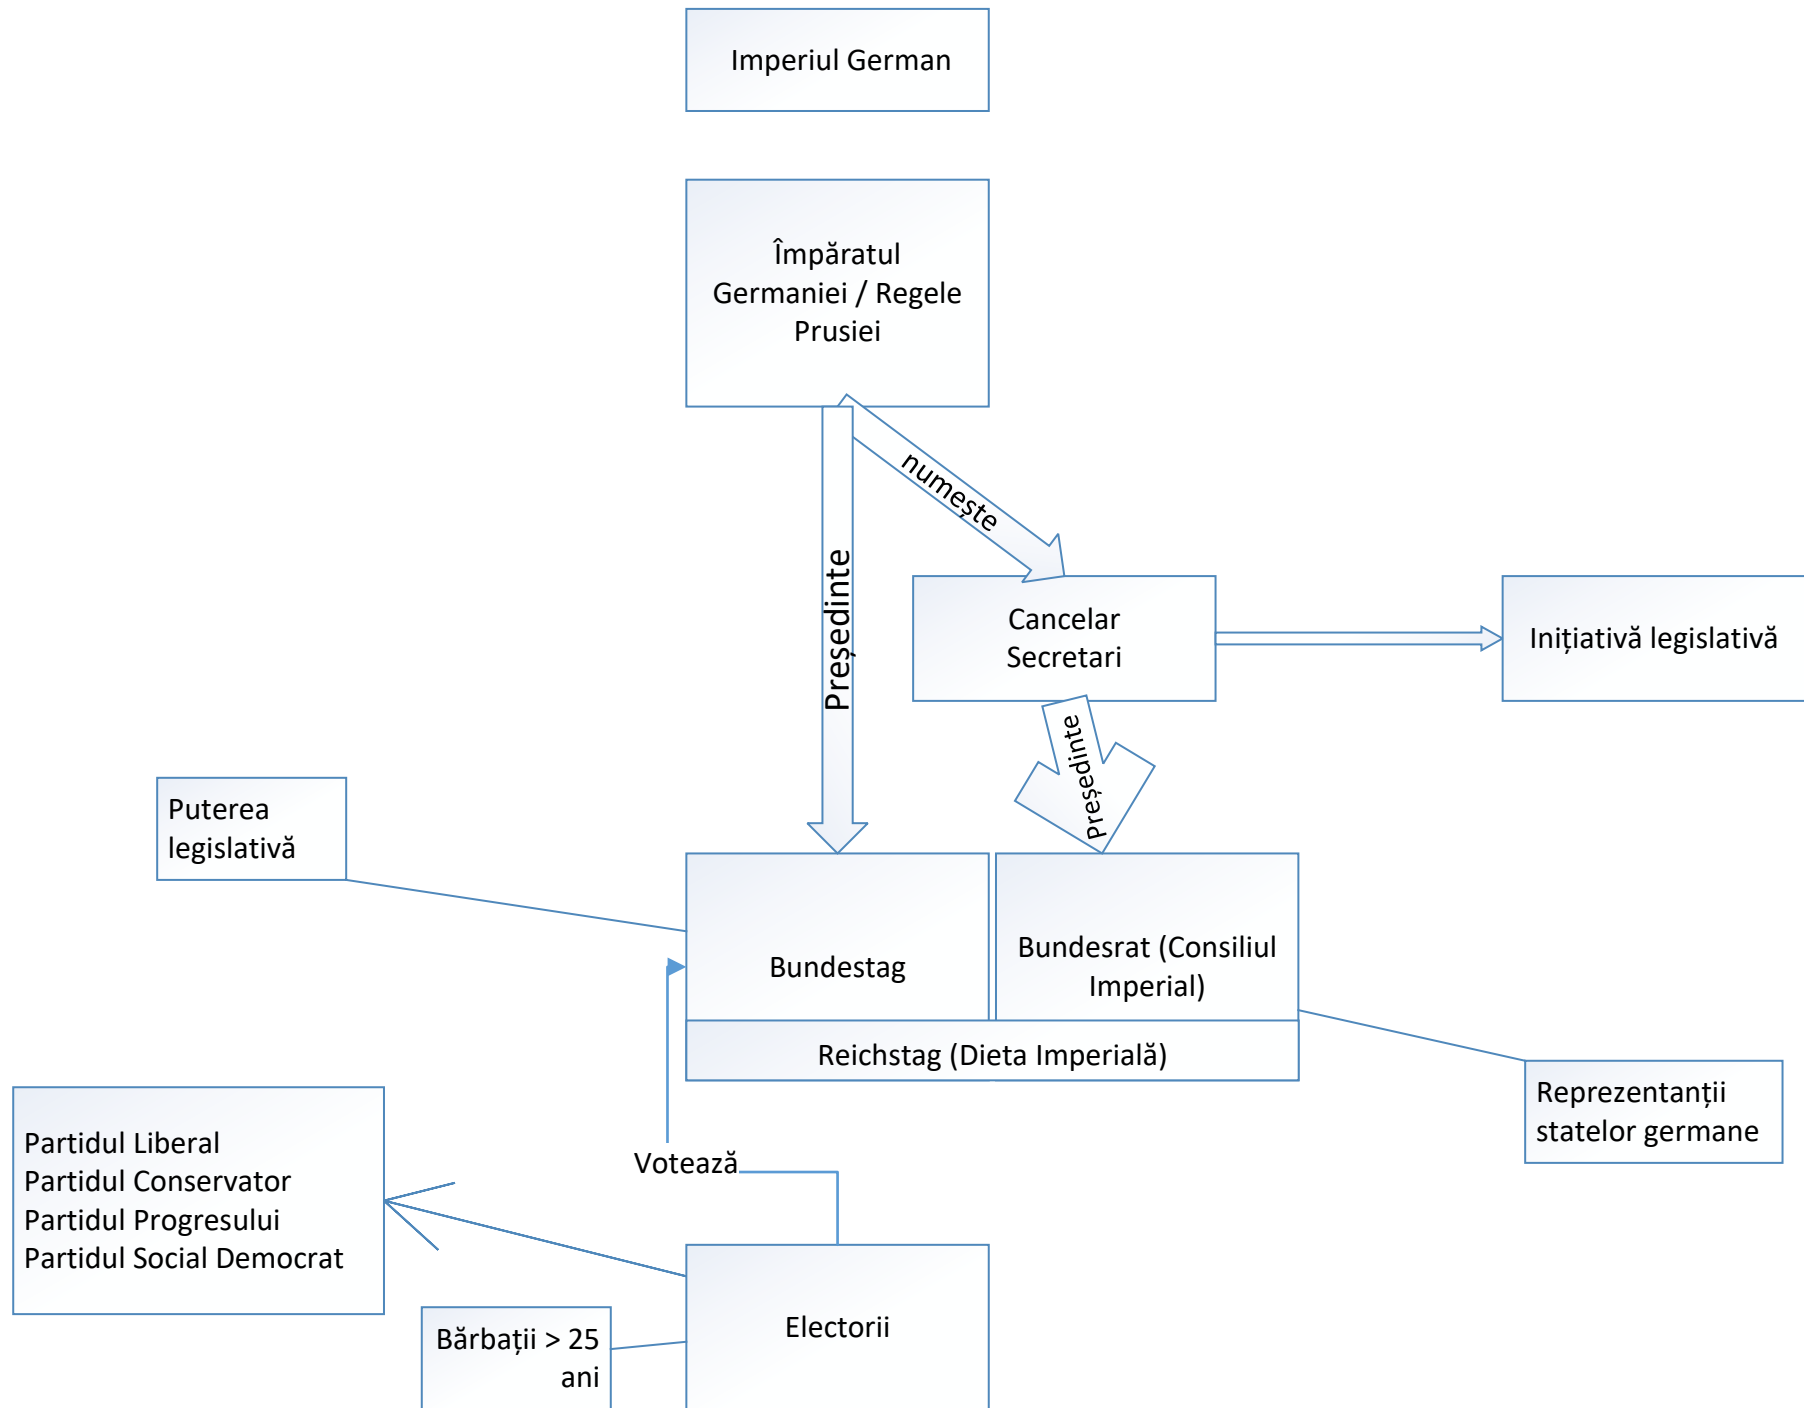 Imperiul German
Împăratul
Germaniei / Regele
Prusiei
numește
Președinte
Cancelar
Secretari
Inițiativă legislativă
Președinte
Puterea
legislativă
Bundestag
Bundesrat (Consiliul
Imperial)
Reichstag (Dieta Imperială)
Reprezentanții
statelor germane
Partidul Liberal
Partidul Conservator
Partidul Progresului
Partidul Social Democrat
Votează
Electorii
Bărbații > 25
ani